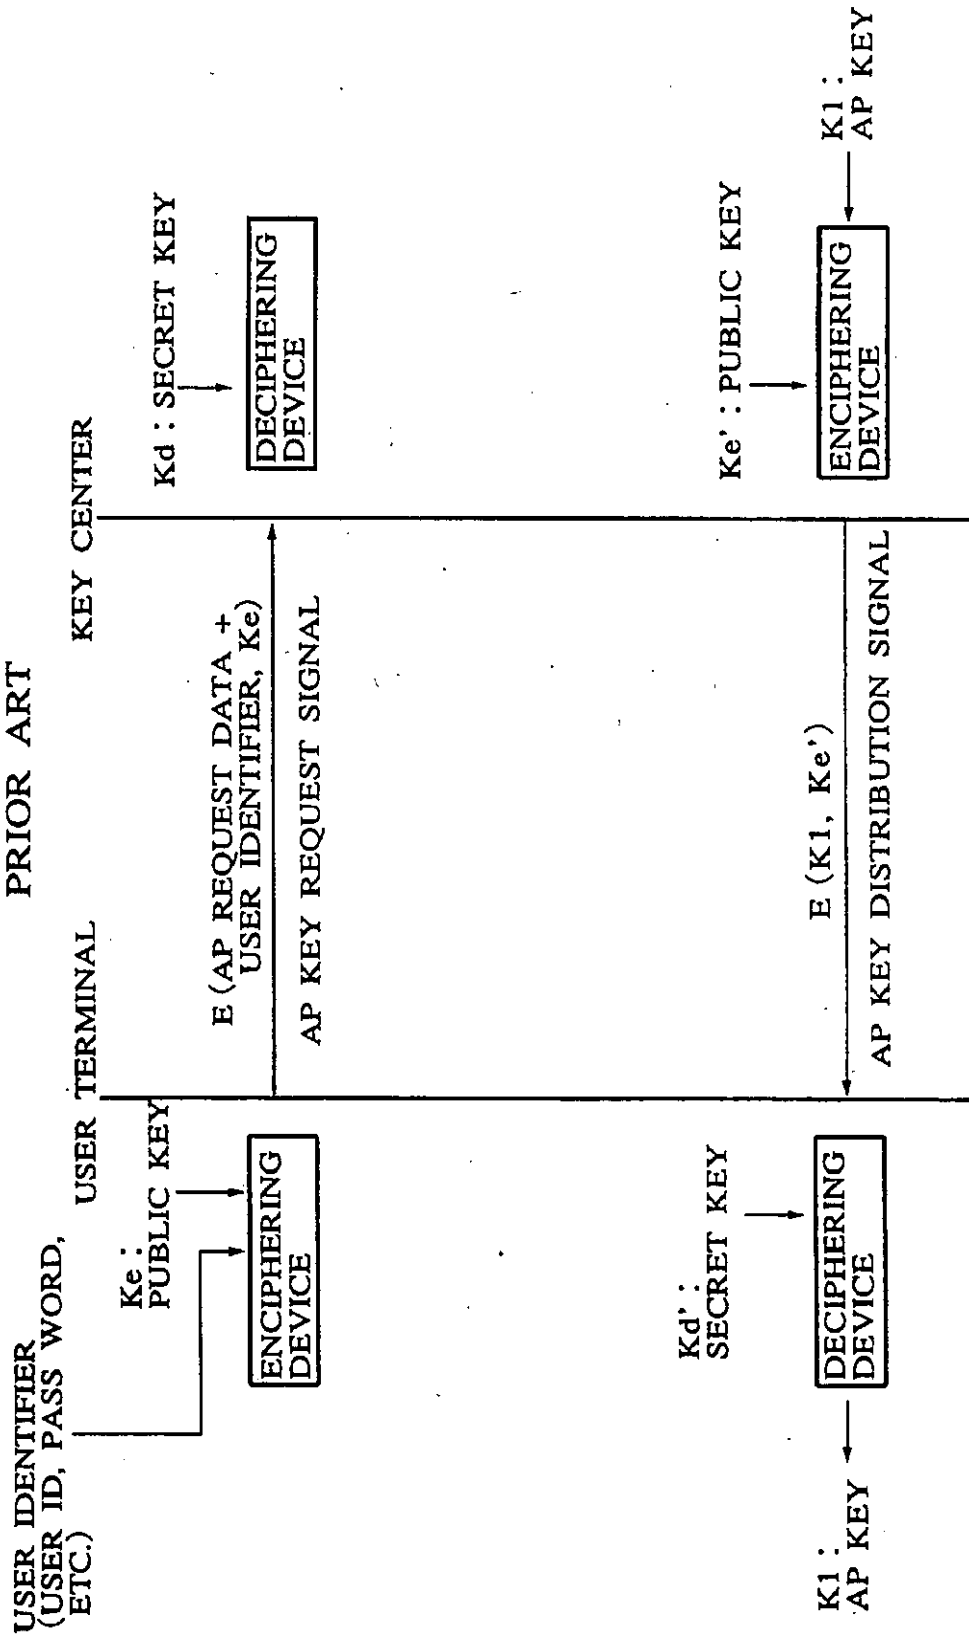 PRIOR ART
USER TERMINAL
KEY CENTER
USER IDENTIFIER
(USER ID, PASS WORD,
ETC.)
Ke :
PUBLIC KEY
ENCIPHERING
DEVICE
E (AP REQUEST DATA +
USER IDENTIFIER, Ke)
AP KEY REQUEST SIGNAL
Kd : SECRET KEY
DECIPHERING
DEVICE
Kd' :
SECRET KEY
DECIPHERING
DEVICE
K1 :
AP KEY
E (K1, Ke')
AP KEY DISTRIBUTION SIGNAL
Ke' : PUBLIC KEY
ENCIPHERING
DEVICE
K1 :
AP KEY